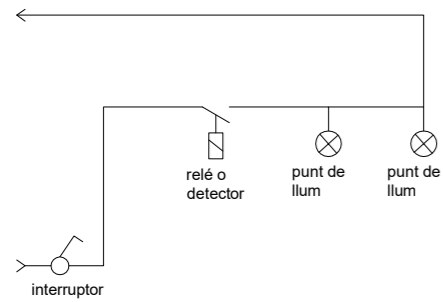 relé o
detector
punt de
llum
punt de
llum
interruptor